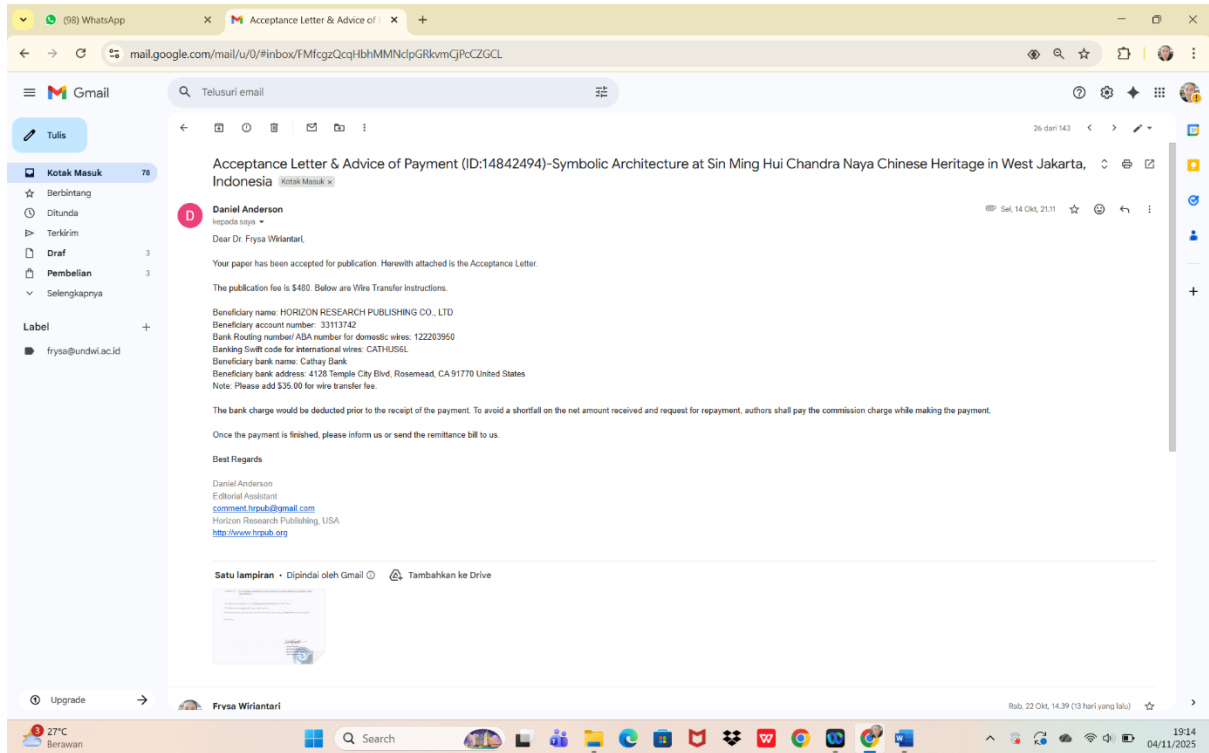 (98) WhatsApp
Acceptance Letter & Advice of
mail.google.com/mail/u/0/#inbox/FMfcgzQcqHbhMMNclpGRkvmCjPcCZGCL
Gmail
Telusuri email
Tulis
26 dari 143
Kotak Masuk 78
Berbintang
Ditunda
Terkirim
Draf 3
Pembelian 3
Selengkapnya
Label
frysa@undwi.ac.id
Acceptance Letter & Advice of Payment (ID:14842494)-Symbolic Architecture at Sin Ming Hui Chandra Naya Chinese Heritage in West Jakarta,
Indonesia Kotak Masuk x
Daniel Anderson
Sel, 14 Okt, 21.11
kepada saya
Dear Dr. Frysa Wiriantari,
Your paper has been accepted for publication. Herewith attached is the Acceptance Letter.
The publication fee is $480. Below are Wire Transfer instructions.
Beneficiary name: HORIZON RESEARCH PUBLISHING CO., LTD
Beneficiary account number: 33113742
Bank Routing number/ ABA number for domestic wires: 122203950
Banking Swift code for international wires: CATHUS6L
Beneficiary bank name: Cathay Bank
Beneficiary bank address: 4128 Temple City Blvd, Rosemead, CA 91770 United States
Note: Please add $35.00 for wire transfer fee.
The bank charge would be deducted prior to the receipt of the payment. To avoid a shortfall on the net amount received and request for repayment, authors shall pay the commission charge while making the payment.
Once the payment is finished, please inform us or send the remittance bill to us.
Best Regards
Daniel Anderson
Editorial Assistant
comment.hrpub@gmail.com
Horizon Research Publishing, USA
http://www.hrpub.org
Satu lampiran • Dipindai oleh Gmail
Tambahkan ke Drive
Upgrade
Frysa Wiriantari
Rab, 22 Okt, 14.39 (13 hari yang lalu)
3
27°C
Berawan
Search
19:14
04/11/2025